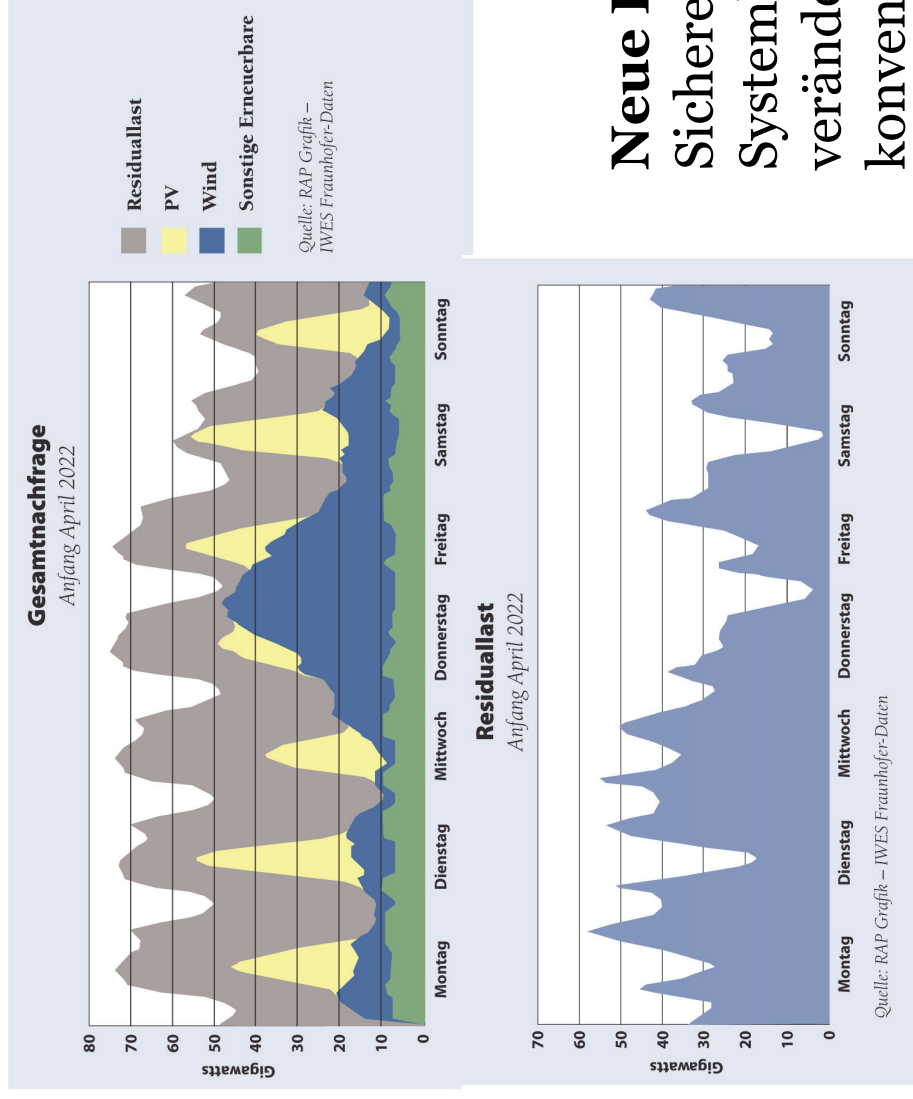 Gesamtnachfrage
Anfang April 2022
Gigawatts
80
70
60
50
40
30
20
10
0
Montag
Dienstag
Mittwoch
Donnerstag
Freitag
Samstag
Sonntag
Residuallast
PV
Wind
Sonstige Erneuerbare
Quelle: RAP Grafik –
IWES Fraunhofer-Daten
Residuallast
Anfang April 2022
Gigawatts
70
60
50
40
30
20
10
0
Montag
Dienstag
Mittwoch
Donnerstag
Freitag
Samstag
Sonntag
Quelle: RAP Grafik – IWES Fraunhofer-Daten
Neue
Sichere
System
verände
konven